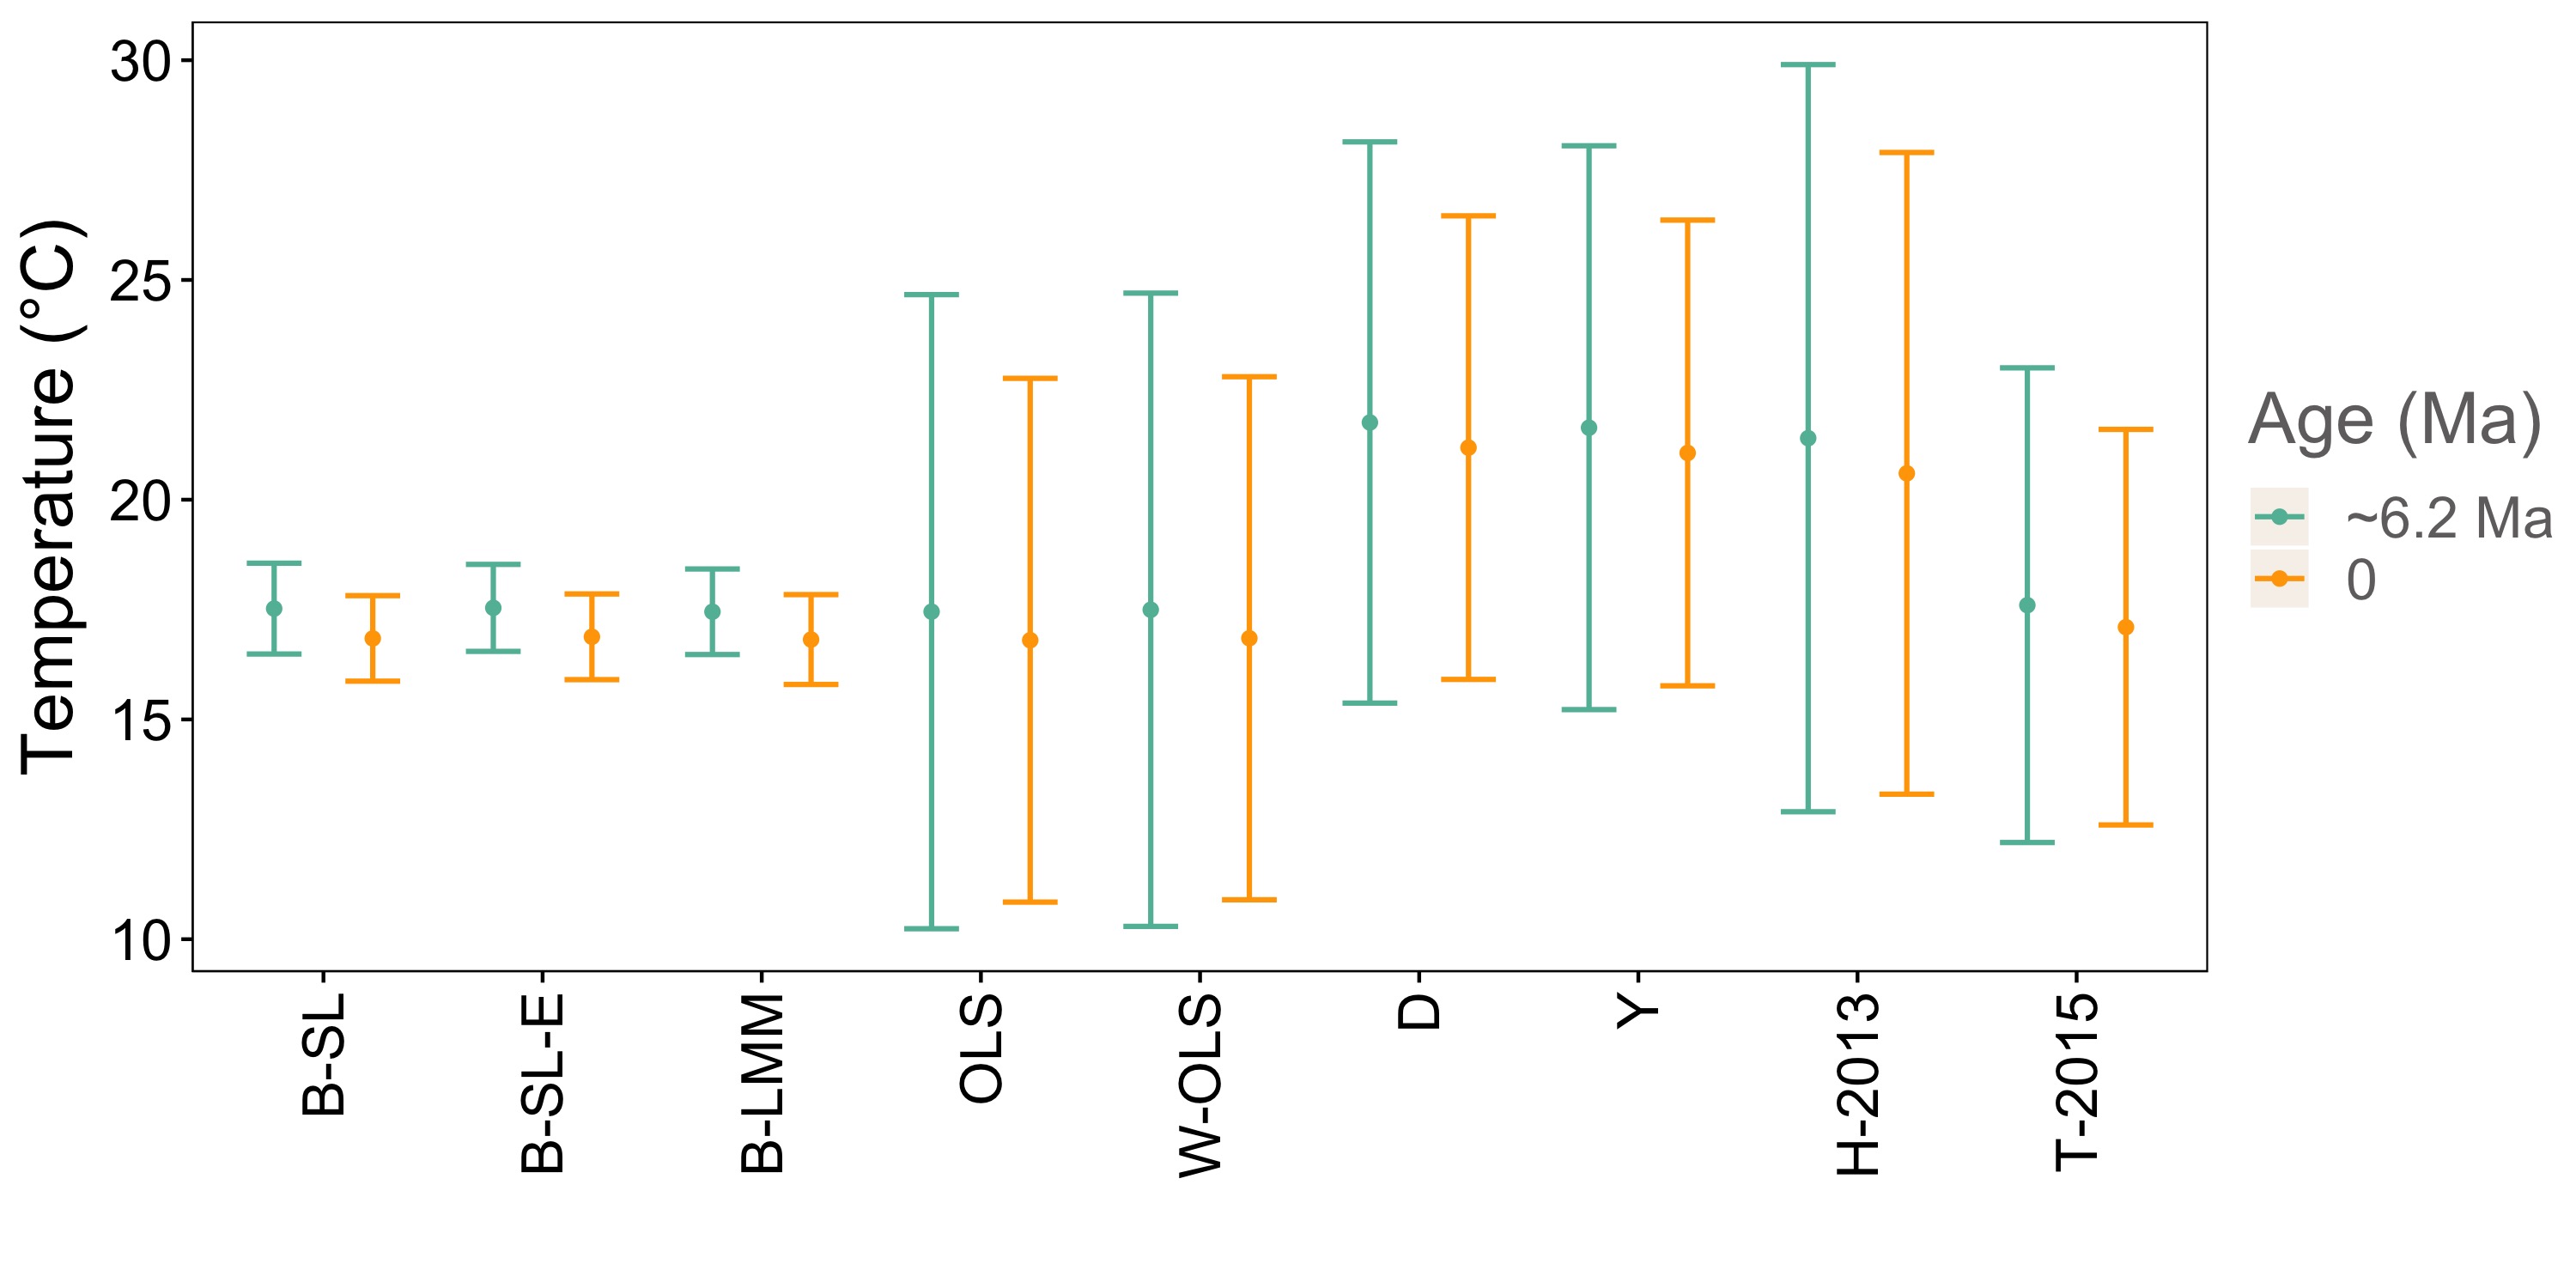 Temperature (°C)
30
25
20
15
10
B-SL
B-SL-E
B-LMM
OLS
W-OLS
D
Y
H-2013
T-2015
Age (Ma)
~6.2 Ma
0